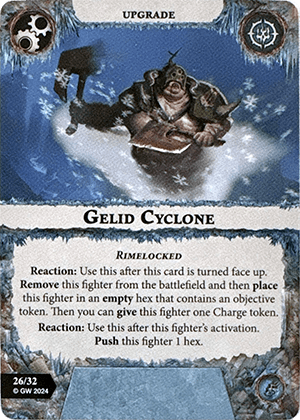 UPGRADE
GELID CYCLONE
RIMELOCKED
Reaction: Use this after this card is turned face up.
Remove this fighter from the battlefield and then place
this fighter in an empty hex that contains an objective
token. Then you can give this fighter one Charge token.
Reaction: Use this after this fighter's activation.
Push this fighter 1 hex.
26/32
© GW 2024